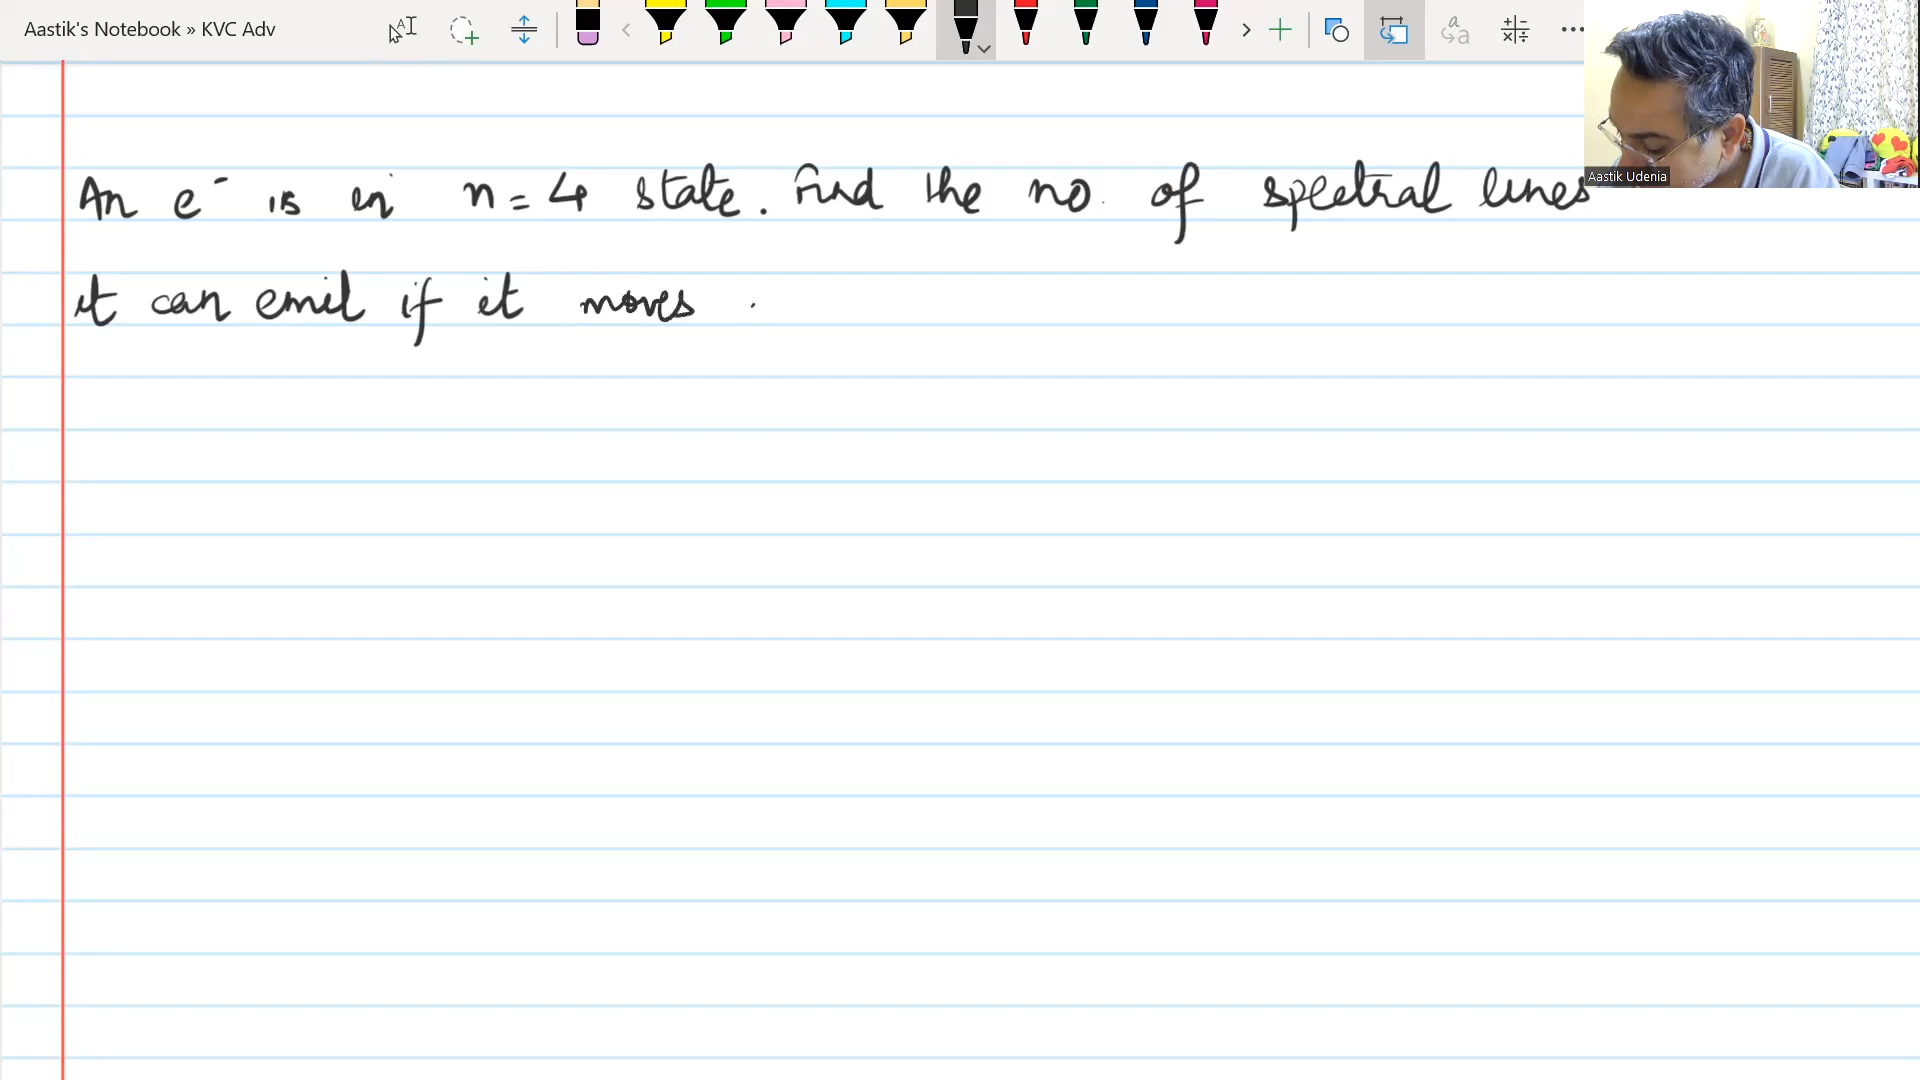 Aastik's Notebook » KVC Adv
An e⁻ is in n = 4 state. Find the no. of spectral lines
it can emit if it moves
Aastik Udenia